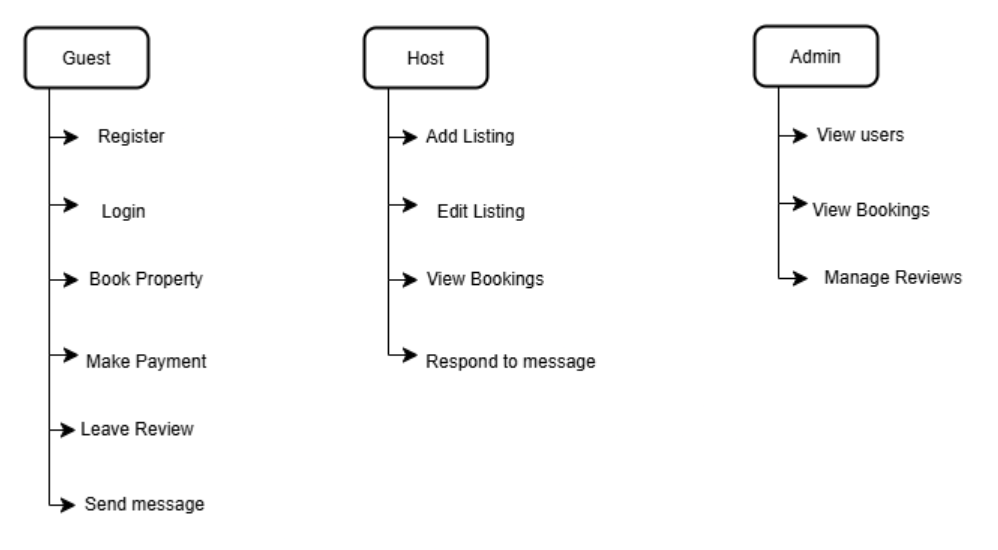 Guest
Register
Login
Book Property
Make Payment
Leave Review
Send message
Host
Add Listing
Edit Listing
View Bookings
Respond to message
Admin
View users
View Bookings
Manage Reviews